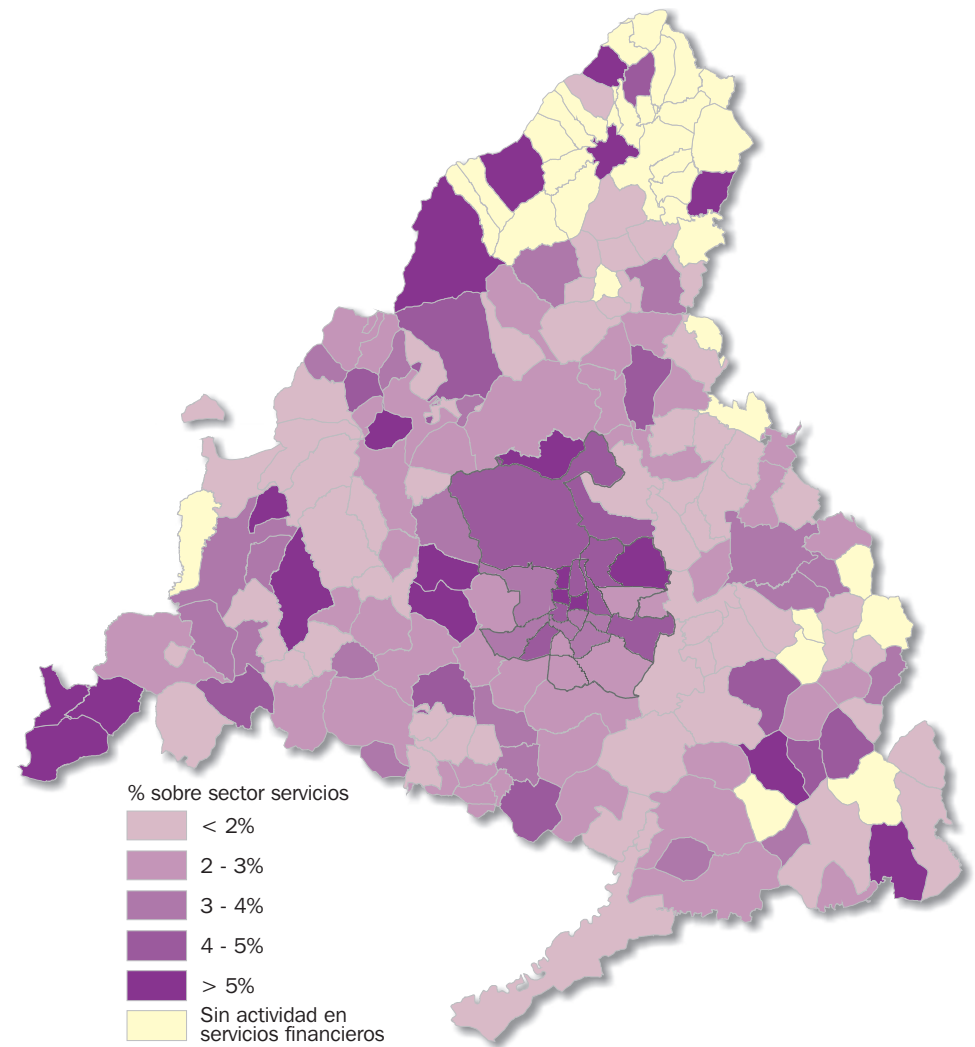 % sobre sector servicios
< 2%
2 - 3%
3 - 4%
4 - 5%
> 5%
Sin actividad en
servicios financieros